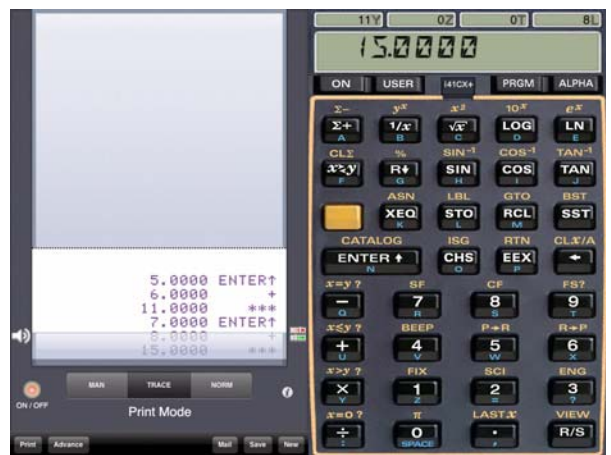 11Y 0Z 0T 8L
15.0000
ON USER i41CX+ PRGM ALPHA
Σ− yˣ x² 10ˣ eˣ
Σ+ 1/x √x LOG LN
A B C D E
CLΣ % SIN⁻¹ COS⁻¹ TAN⁻¹
x≷y R↓ SIN COS TAN
F G H I J
ASN LBL GTO BST
XEQ STO RCL SST
K L M
CATALOG ISG RTN CLx/A
ENTER ↑ CHS EEX ←
N O P
x=y ? SF CF FS?
− 7 8 9
Q R S T
x≤y ? BEEP P→R R→P
+ 4 5 6
U V W X
x>y ? FIX SCI ENG
× 1 2 3
Y Z = ?
x=0 ? π LAST x VIEW
÷ 0 . R/S
: SPACE ,
5.0000 ENTER↑
6.0000 +
11.0000 ***
7.0000 ENTER↑
8.0000 +
15.0000 ***
MAN TRACE NORM
ON / OFF
Print Mode
i
Print Advance Mail Save New